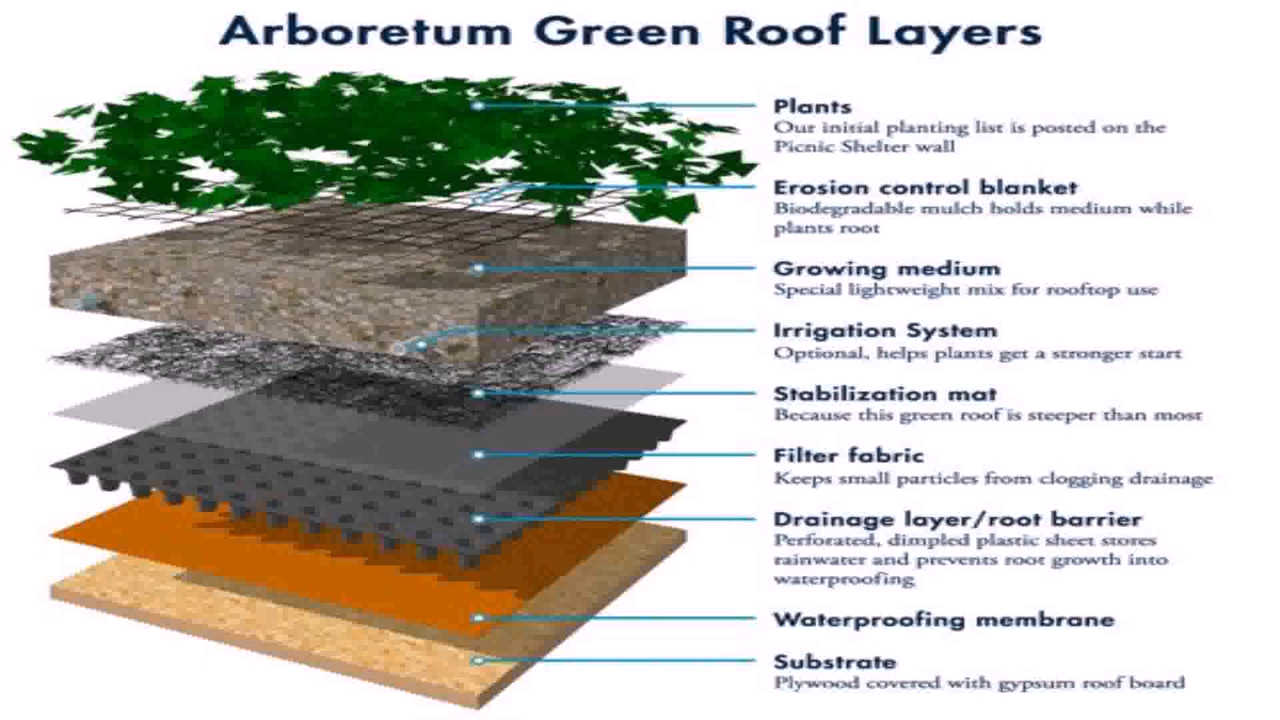 Arboretum Green Roof Layers
Plants
Our initial planting list is posted on the
Picnic Shelter wall
Erosion control blanket
Biodegradable mulch holds medium while
plants root
Growing medium
Special lightweight mix for rooftop use
Irrigation System
Optional, helps plants get a stronger start
Stabilization mat
Because this green roof is steeper than most
Filter fabric
Keeps small particles from clogging drainage
Drainage layer/root barrier
Perforated, dimpled plastic sheet stores
rainwater and prevents root growth into
waterproofing
Waterproofing membrane
Substrate
Plywood covered with gypsum roof board